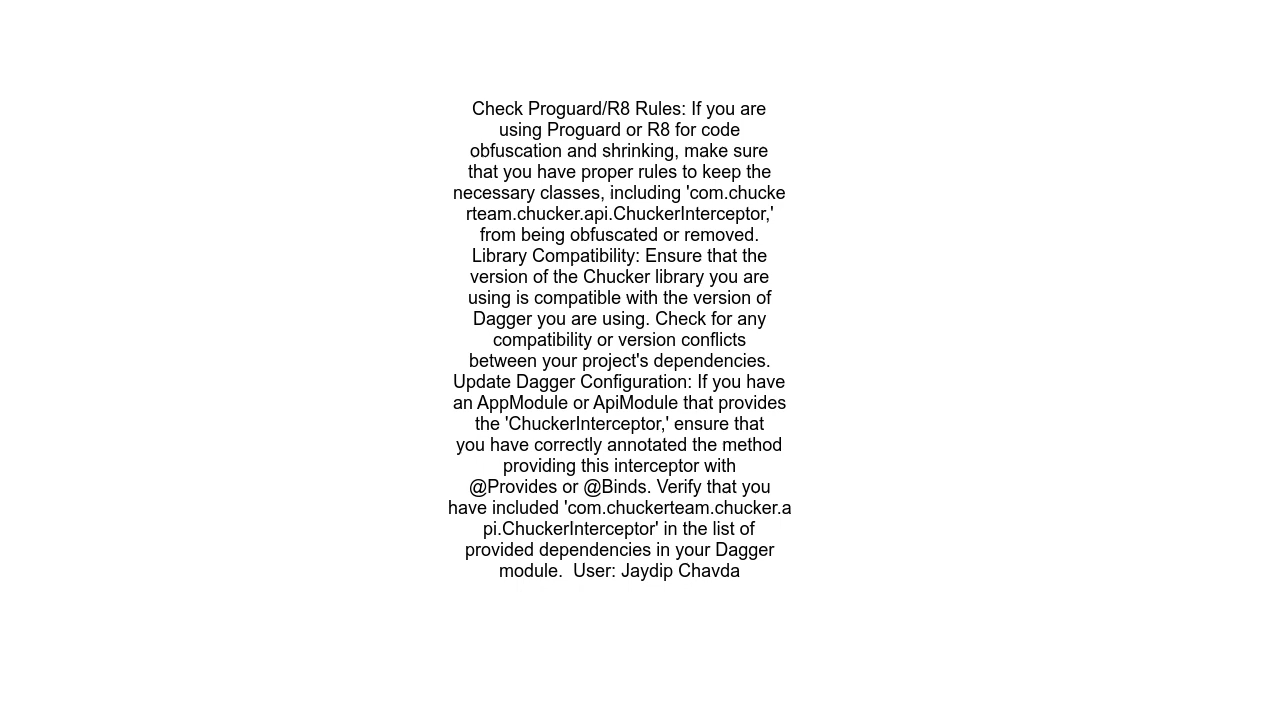 Check Proguard/R8 Rules: If you are
using Proguard or R8 for code
obfuscation and shrinking, make sure
that you have proper rules to keep the
necessary classes, including 'com.chucke
rteam.chucker.api.ChuckerInterceptor,'
from being obfuscated or removed.
Library Compatibility: Ensure that the
version of the Chucker library you are
using is compatible with the version of
Dagger you are using. Check for any
compatibility or version conflicts
between your project's dependencies.
Update Dagger Configuration: If you have
an AppModule or ApiModule that provides
the 'ChuckerInterceptor,' ensure that
you have correctly annotated the method
providing this interceptor with
@Provides or @Binds. Verify that you
have included 'com.chuckerteam.chucker.a
pi.ChuckerInterceptor' in the list of
provided dependencies in your Dagger
module.  User: Jaydip Chavda